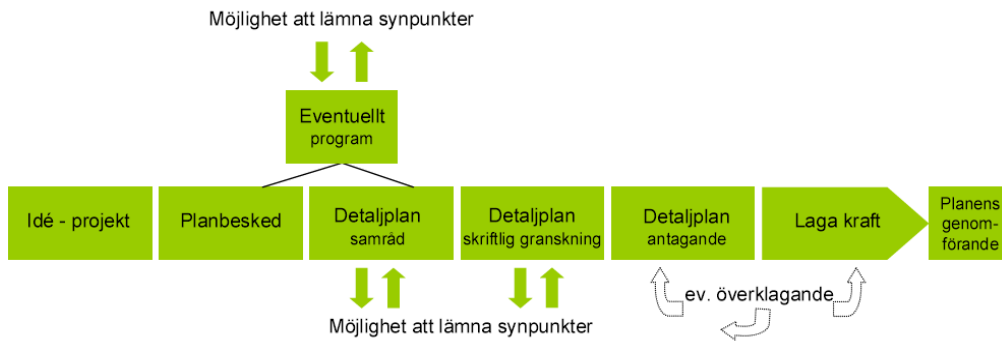 Möjlighet att lämna synpunkter
Eventuellt
program
Idé - projekt
Planbesked
Detaljplan
samråd
Detaljplan
skriftlig granskning
Detaljplan
antagande
Laga kraft
Planens
genom-
förande
ev. överklagande
Möjlighet att lämna synpunkter